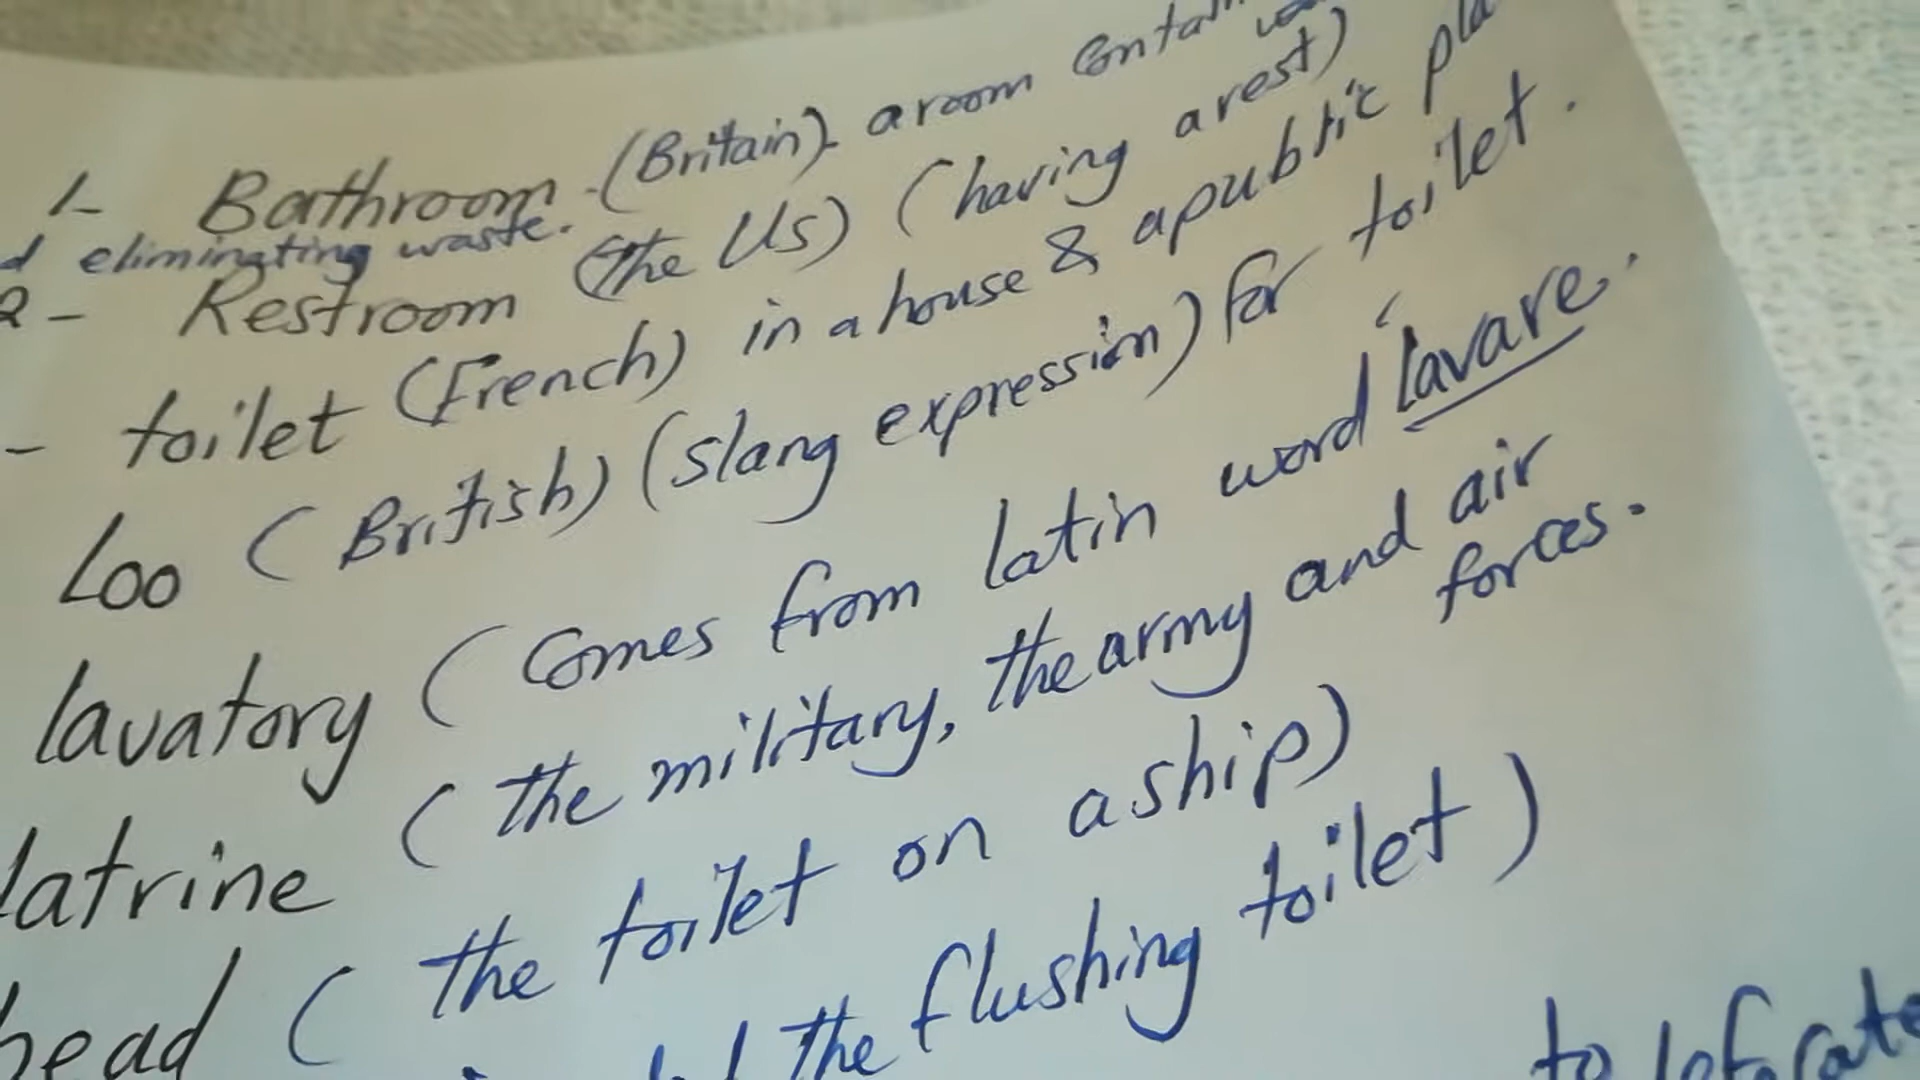 1- Bathroom - (Britain) a room
eliminating waste.
2- Restroom (the US) (having a rest)
- toilet (French) in a house & a public
Loo (British) (slang expression) for toilet.
lavatory (Comes from latin word 'lavare.
latrine (the military, the army and air
forces.
head (the toilet on a ship)
the flushing toilet)
to